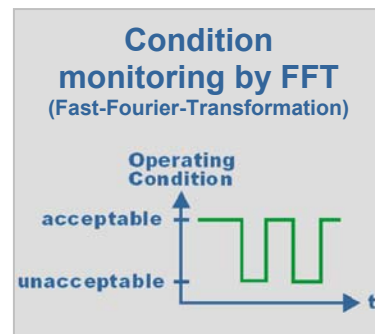 Condition
monitoring by FFT
(Fast-Fourier-Transformation)
Operating
Condition
acceptable
unacceptable
t